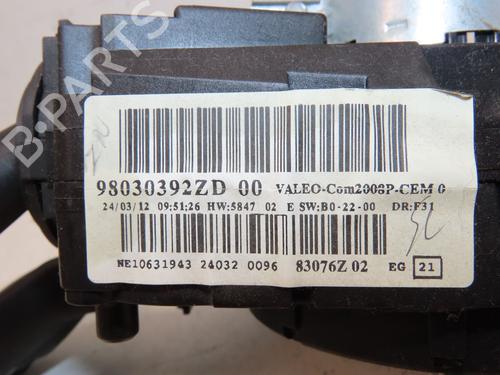 B-PARTS
ZN
98030392ZD 00 VALEO-Com2008P-CEM 0
24/03/12 09:51:26 HW:5847 02 E SW:B0-22-00 DR:F31
NE10631943 24032 0096 83076Z 02 EG 21